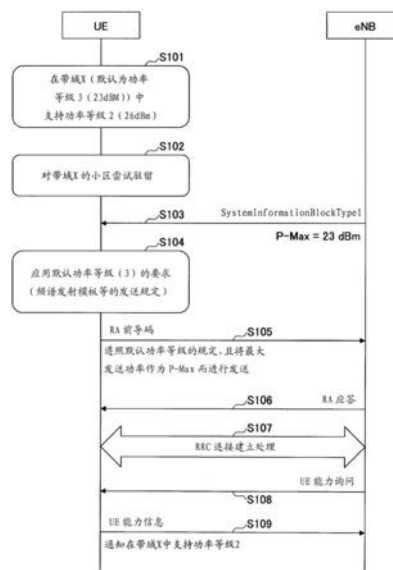 UE
eNB
S101
在带域X（默认为功率
等级3（23dBM））中
支持功率等级2（26dBm）
S102
对带域X的小区尝试驻留
S103
SystemInformationBlockType1
P-Max = 23 dBm
S104
应用默认功率等级（3）的要求
（频谱发射模板等的发送规定）
RA 前导码
S105
遵照默认功率等级的规定，且将最大
发送功率作为 P-Max 而进行发送
S106
RA 应答
S107
RRC 连接建立处理
UE 能力询问
S108
UE 能力信息
S109
通知在带域X中支持功率等级2